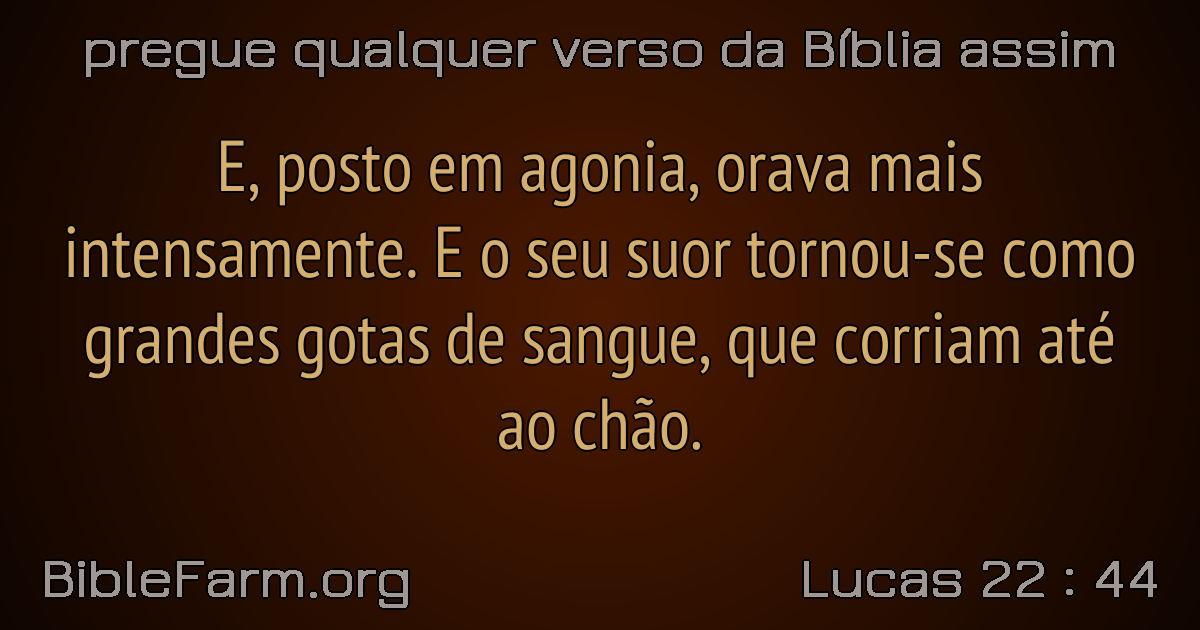 pregue qualquer verso da Bíblia assim
E, posto em agonia, orava mais
intensamente. E o seu suor tornou-se como
grandes gotas de sangue, que corriam até
ao chão.
BibleFarm.org
Lucas 22 : 44